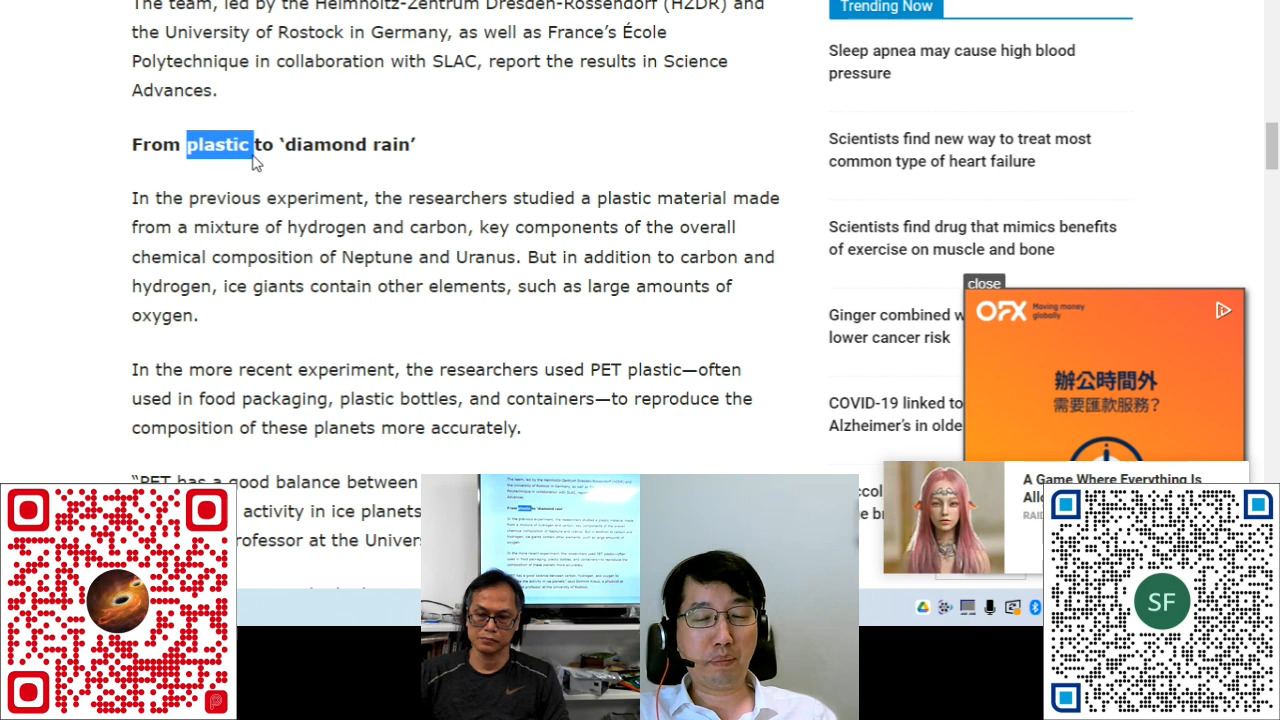 The team, led by the Helmholtz-Zentrum Dresden-Rossendorf (HZDR) and
the University of Rostock in Germany, as well as France’s École
Polytechnique in collaboration with SLAC, report the results in Science
Advances.
From plastic to ‘diamond rain’
In the previous experiment, the researchers studied a plastic material made
from a mixture of hydrogen and carbon, key components of the overall
chemical composition of Neptune and Uranus. But in addition to carbon and
hydrogen, ice giants contain other elements, such as large amounts of
oxygen.
In the more recent experiment, the researchers used PET plastic—often
used in food packaging, plastic bottles, and containers—to reproduce the
composition of these planets more accurately.
“PET has a good balance between
activity in ice planets
rofessor at the Univer
Trending Now
Sleep apnea may cause high blood
pressure
Scientists find new way to treat most
common type of heart failure
Scientists find drug that mimics benefits
of exercise on muscle and bone
Ginger combined w
lower cancer risk
COVID-19 linked to
Alzheimer’s in olde
close
OFX Moving money
globally
辦公時間外
需要匯款服務？
A Game Where Everything Is
Allo
RAID
SF